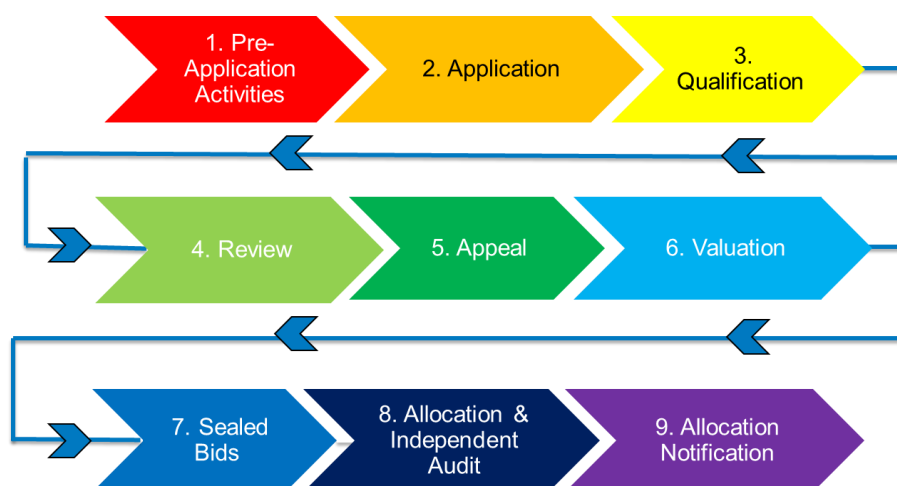 1. Pre-
Application
Activities
2. Application
3.
Qualification
4. Review
5. Appeal
6. Valuation
7. Sealed
Bids
8. Allocation &
Independent
Audit
9. Allocation
Notification